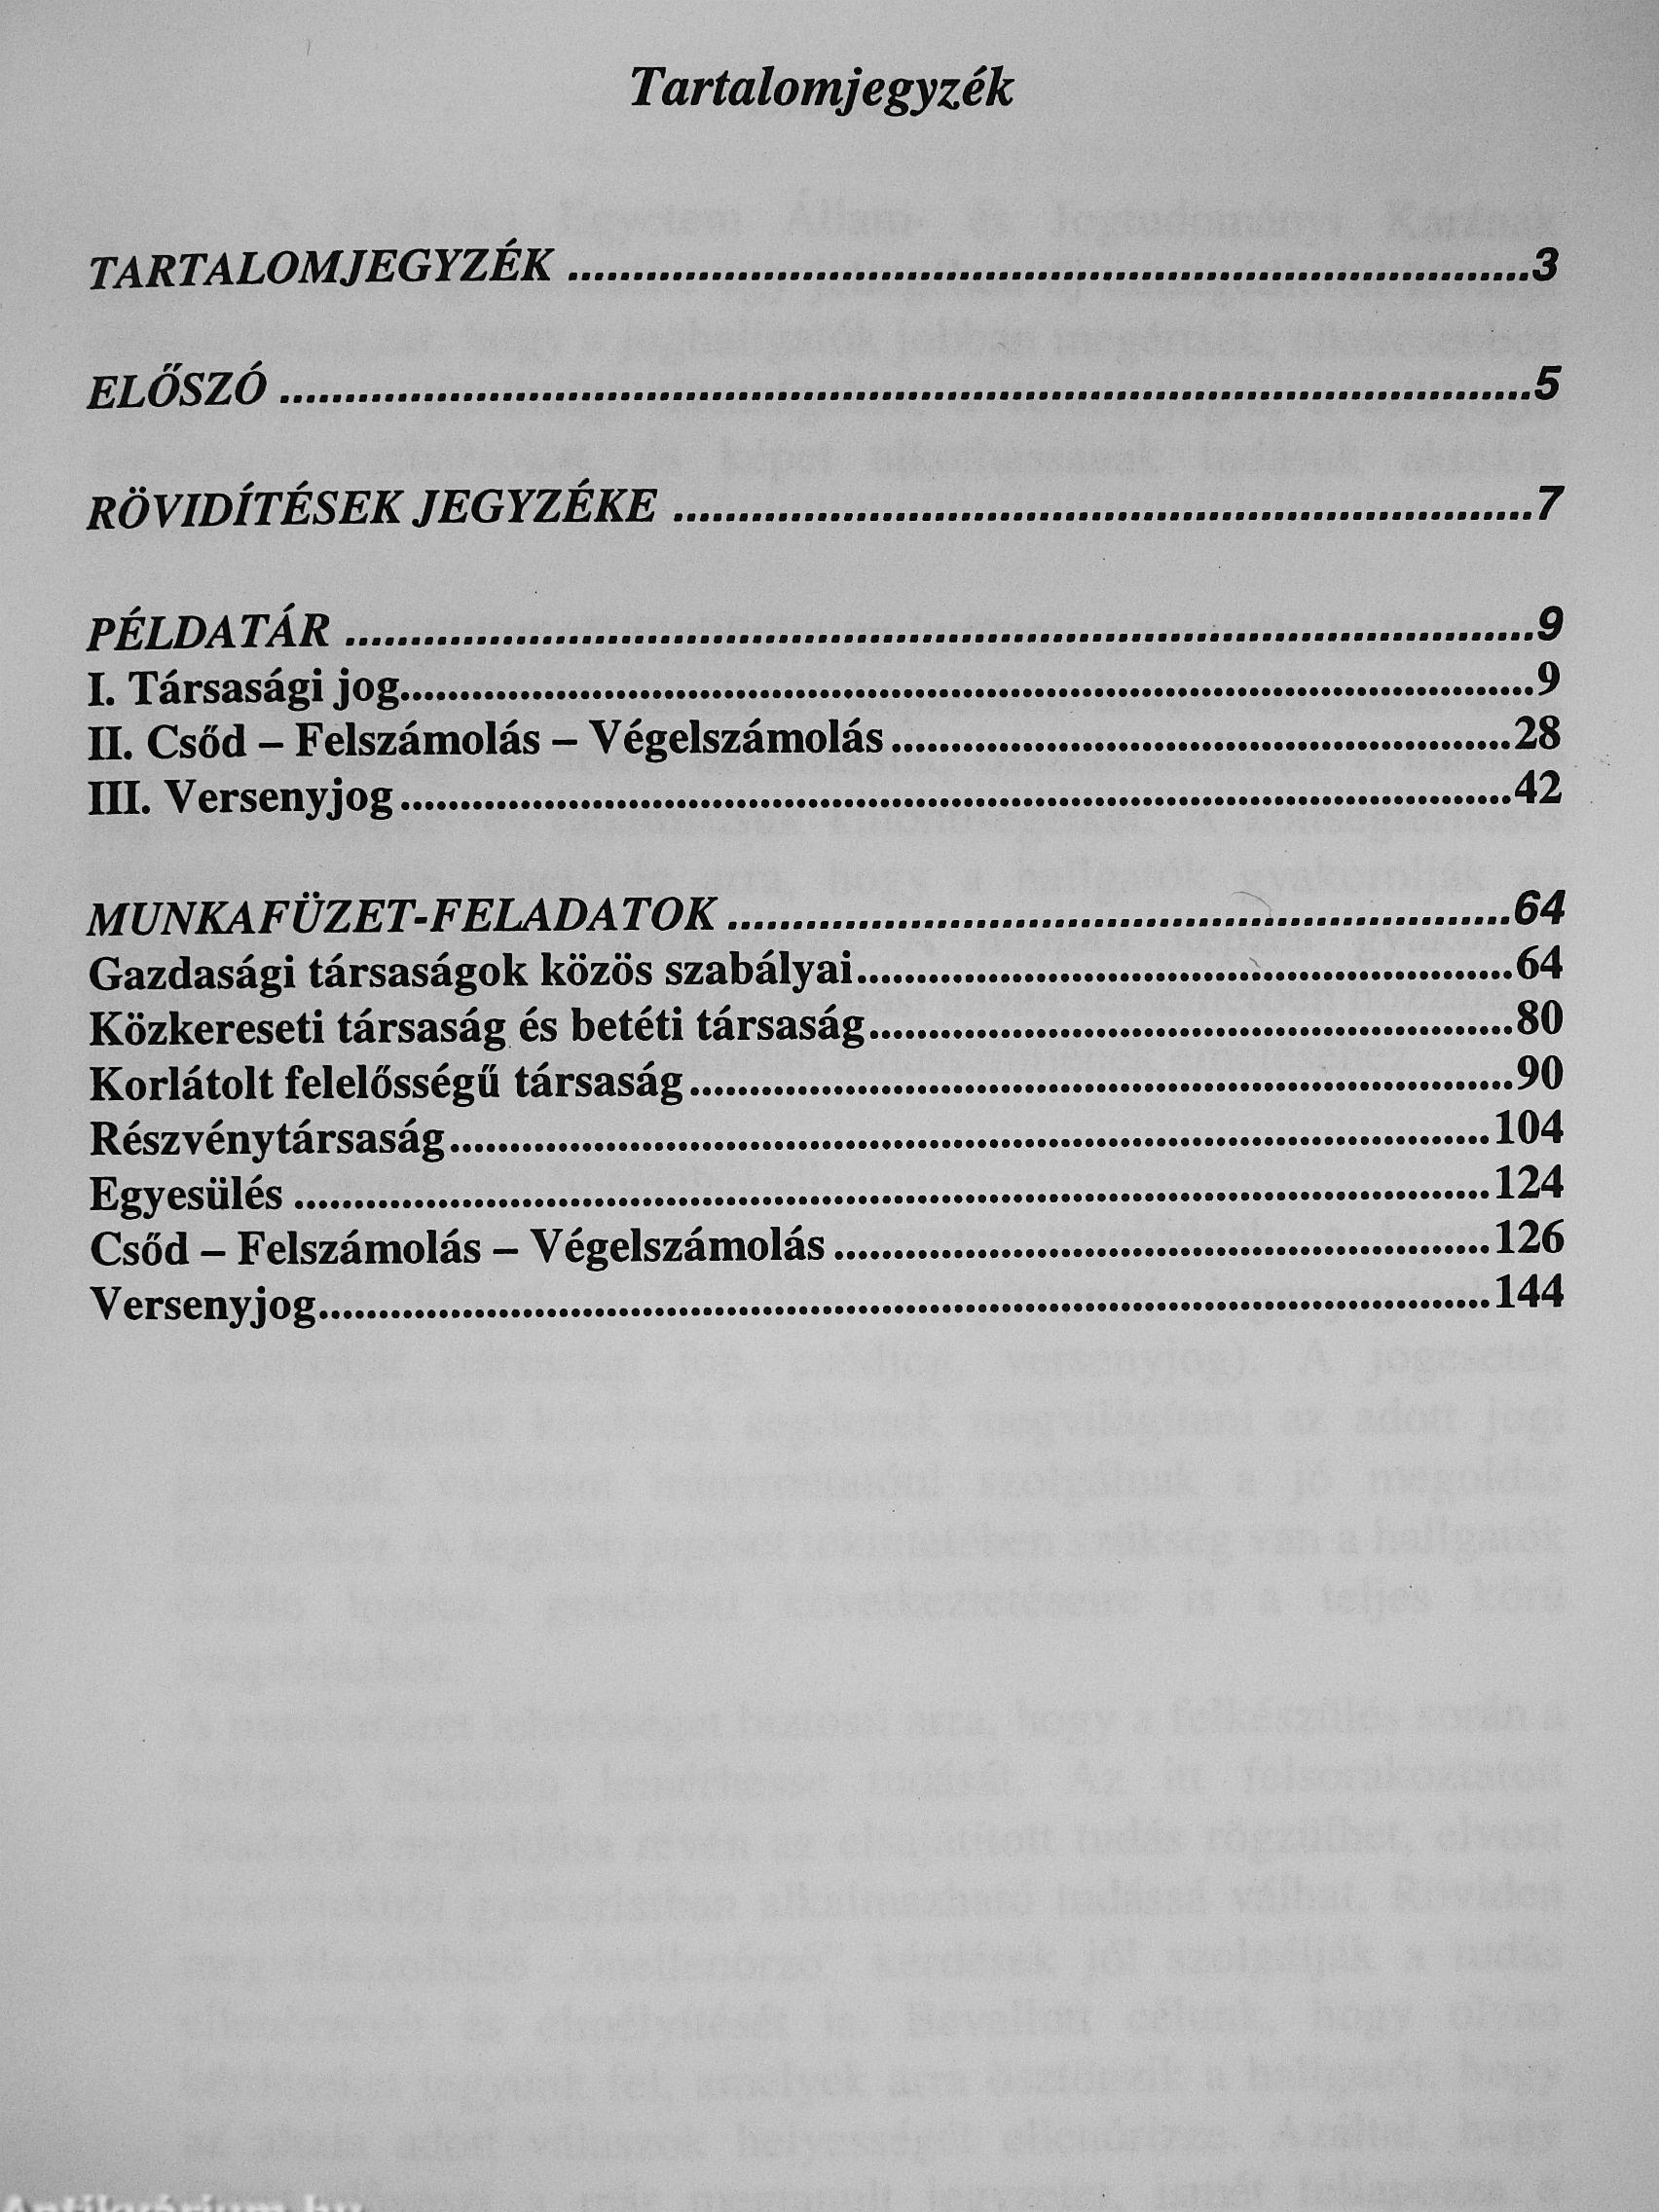 Tartalomjegyzék
TARTALOMJEGYZÉK ........................................................................3
ELŐSZÓ ..............................................................................................5
RÖVIDÍTÉSEK JEGYZÉKE .................................................................7
PÉLDATÁR .........................................................................................9
I. Társasági jog..................................................................................................9
II. Csőd – Felszámolás – Végelszámolás ......................................................28
III. Versenyjog ................................................................................................42
MUNKAFÜZET-FELADATOK ...........................................................64
Gazdasági társaságok közös szabályai.........................................................64
Közkereseti társaság és betéti társaság........................................................80
Korlátolt felelősségű társaság.......................................................................90
Részvénytársaság..........................................................................................104
Egyesülés ......................................................................................................124
Csőd – Felszámolás – Végelszámolás .........................................................126
Versenyjog.....................................................................................................144
Antikvárium.hu